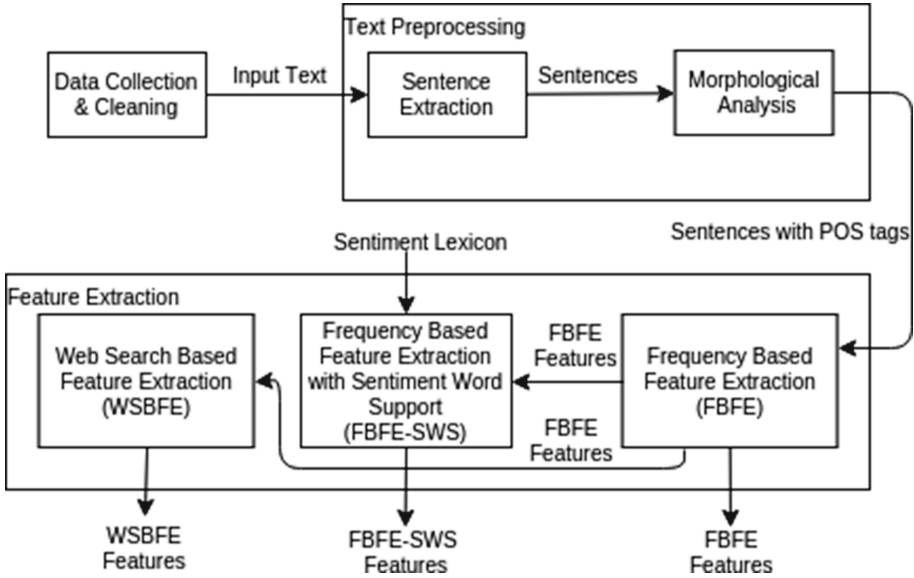 Text Preprocessing
Data Collection
& Cleaning
Input Text
Sentence
Extraction
Sentences
Morphological
Analysis
Sentences with POS tags
Sentiment Lexicon
Feature Extraction
Web Search Based
Feature Extraction
(WSBFE)
Frequency Based
Feature Extraction
with Sentiment Word
Support
(FBFE-SWS)
FBFE
Features
FBFE
Features
Frequency Based
Feature Extraction
(FBFE)
WSBFE
Features
FBFE-SWS
Features
FBFE
Features